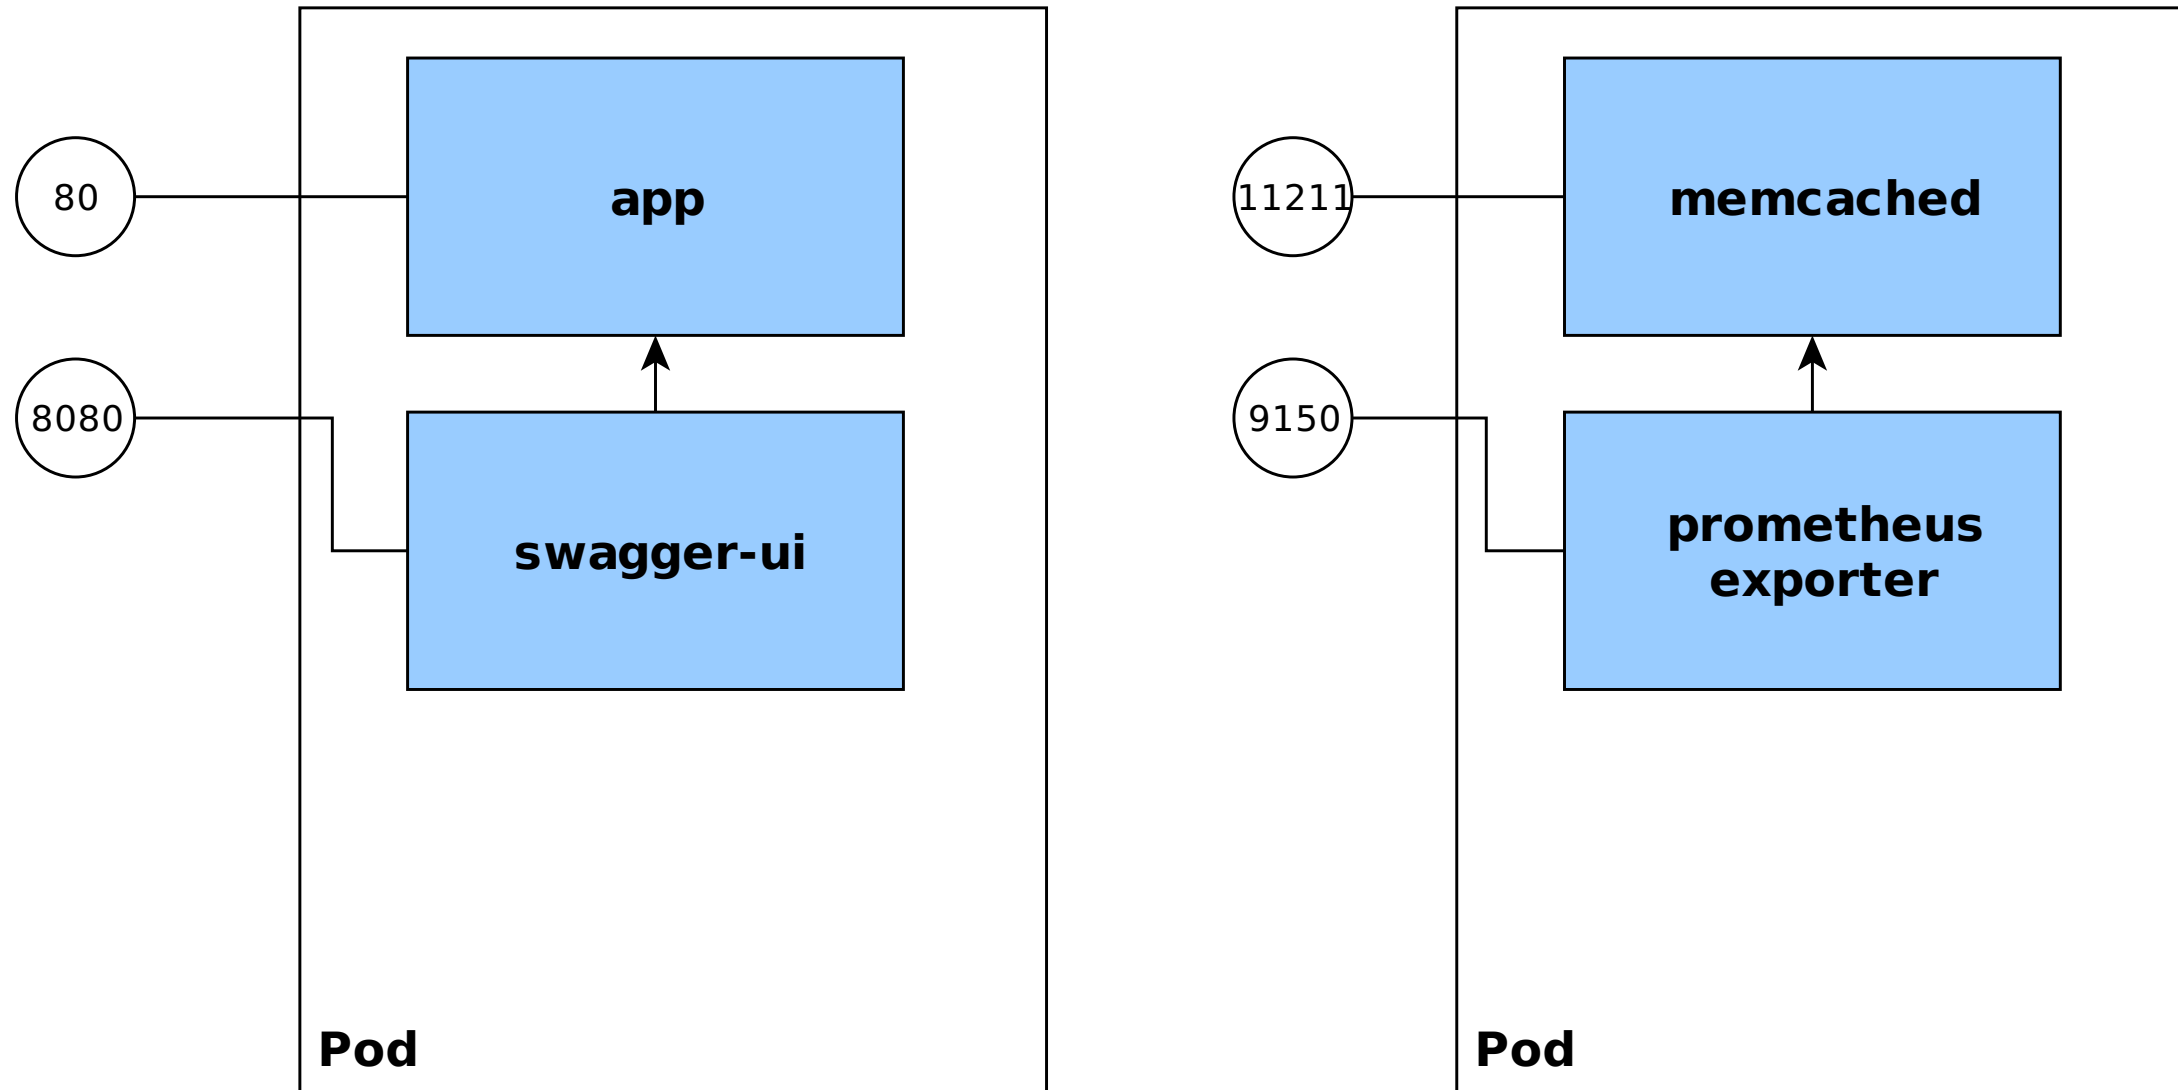 80
app
8080
swagger-ui
Pod
11211
memcached
9150
prometheus
exporter
Pod